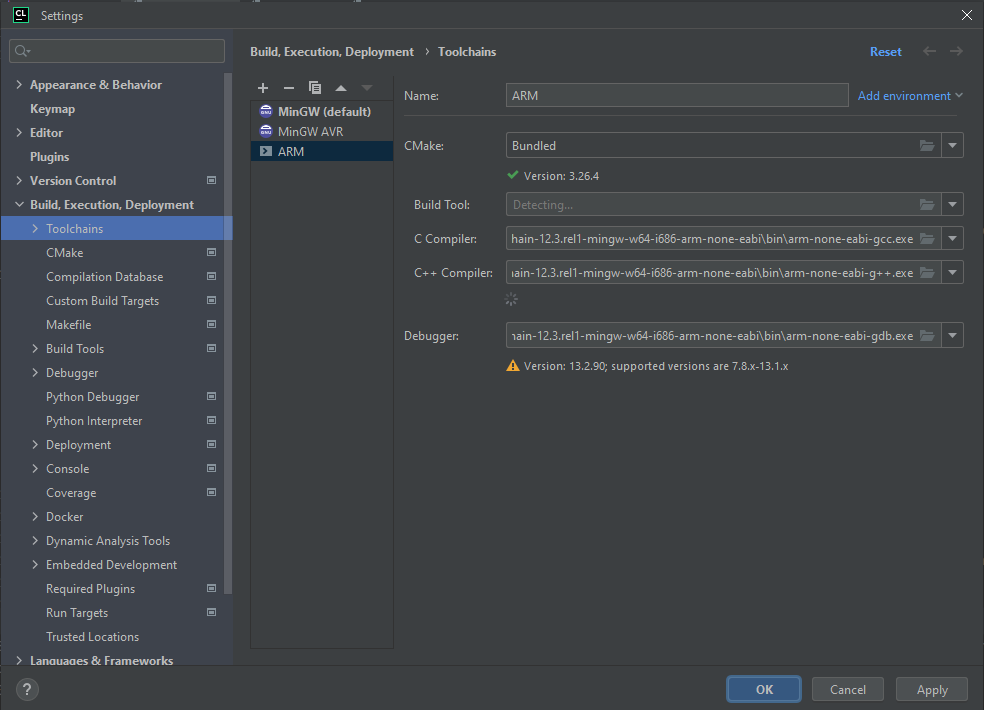 CL Settings
Build, Execution, Deployment › Toolchains
Reset
Appearance & Behavior
Keymap
Editor
Plugins
Version Control
Build, Execution, Deployment
Toolchains
CMake
Compilation Database
Custom Build Targets
Makefile
Build Tools
Debugger
Python Debugger
Python Interpreter
Deployment
Console
Coverage
Docker
Dynamic Analysis Tools
Embedded Development
Required Plugins
Run Targets
Trusted Locations
Languages & Frameworks
MinGW (default)
MinGW AVR
ARM
Name: ARM Add environment
CMake: Bundled
Version: 3.26.4
Build Tool: Detecting...
C Compiler: hain-12.3.rel1-mingw-w64-i686-arm-none-eabi\bin\arm-none-eabi-gcc.exe
C++ Compiler: ain-12.3.rel1-mingw-w64-i686-arm-none-eabi\bin\arm-none-eabi-g++.exe
Debugger: ain-12.3.rel1-mingw-w64-i686-arm-none-eabi\bin\arm-none-eabi-gdb.exe
Version: 13.2.90; supported versions are 7.8.x-13.1.x
?
OK Cancel Apply